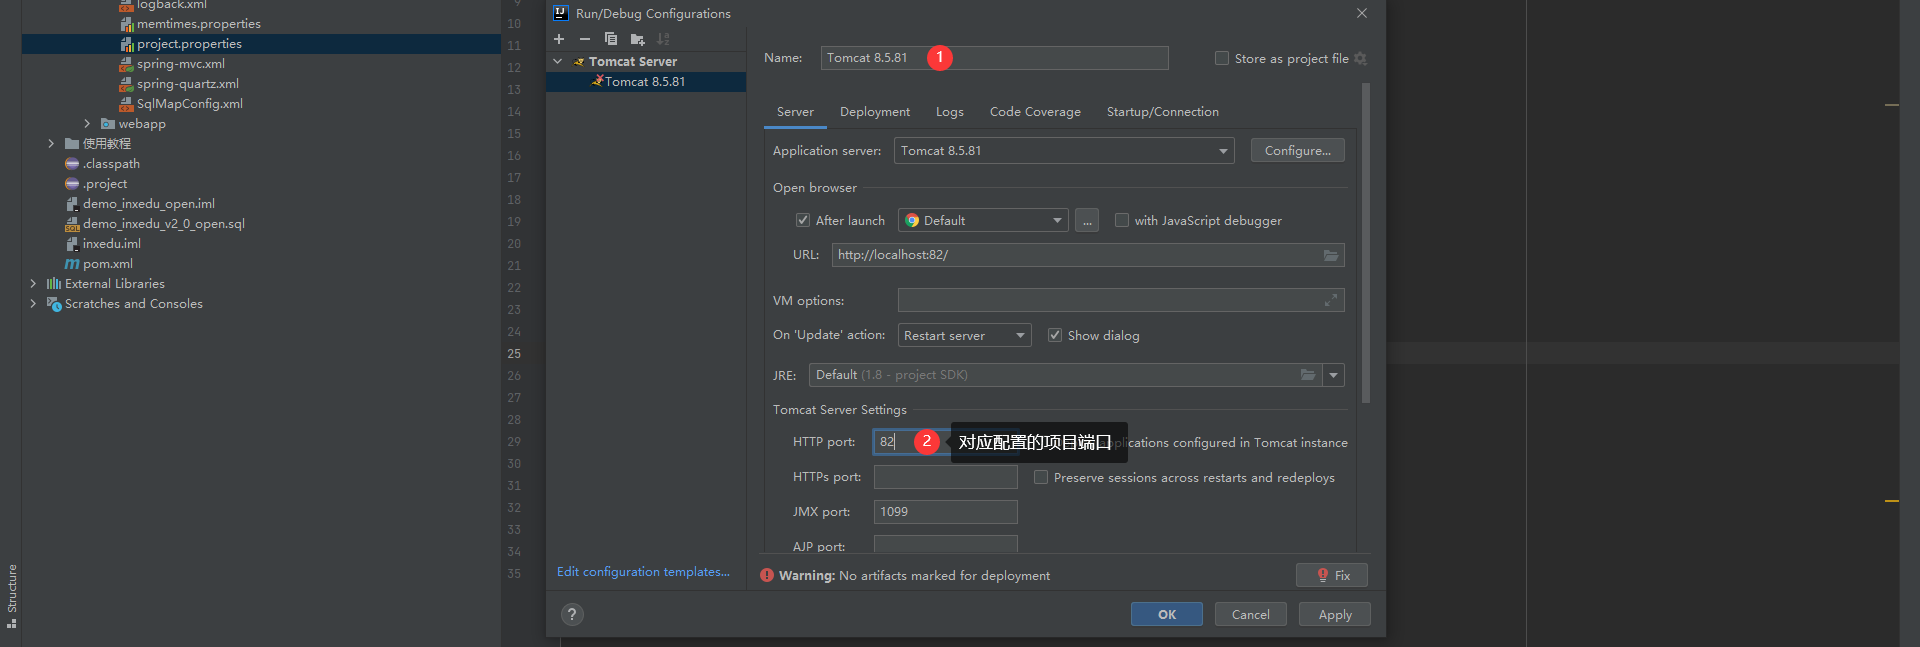 logback.xml
memtimes.properties
project.properties
spring-mvc.xml
spring-quartz.xml
SqlMapConfig.xml
webapp
使用教程
.classpath
.project
demo_inxedu_open.iml
demo_inxedu_v2_0_open.sql
inxedu.iml
pom.xml
External Libraries
Scratches and Consoles
Structure
9
10
11
12
13
14
15
16
17
18
19
20
21
22
23
24
25
26
27
28
29
30
31
32
33
34
35
Run/Debug Configurations
Tomcat Server
Tomcat 8.5.81
Edit configuration templates...
Name: Tomcat 8.5.81 1 Store as project file
Server Deployment Logs Code Coverage Startup/Connection
Application server: Tomcat 8.5.81 Configure...
Open browser
After launch Default ... with JavaScript debugger
URL: http://localhost:82/
VM options:
On 'Update' action: Restart server Show dialog
JRE: Default (1.8 - project SDK)
Tomcat Server Settings
HTTP port: 82 2 对应配置的项目端口 plications configured in Tomcat instance
HTTPs port: Preserve sessions across restarts and redeploys
JMX port: 1099
AJP port:
Warning: No artifacts marked for deployment Fix
? OK Cancel Apply